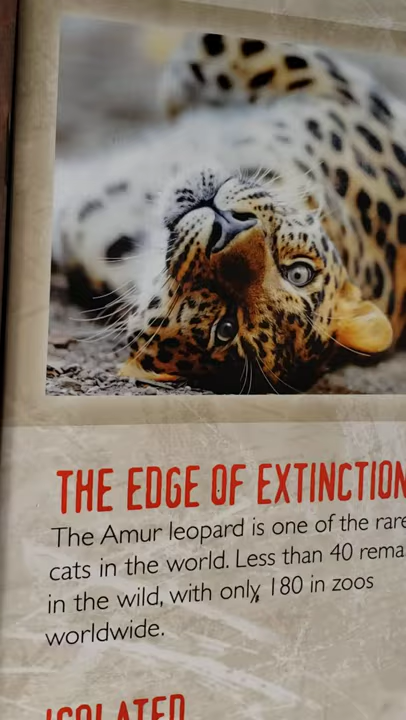 THE EDGE OF EXTINCTION
The Amur leopard is one of the rare
cats in the world. Less than 40 rema
in the wild, with only 180 in zoos
worldwide.
ISOLATED